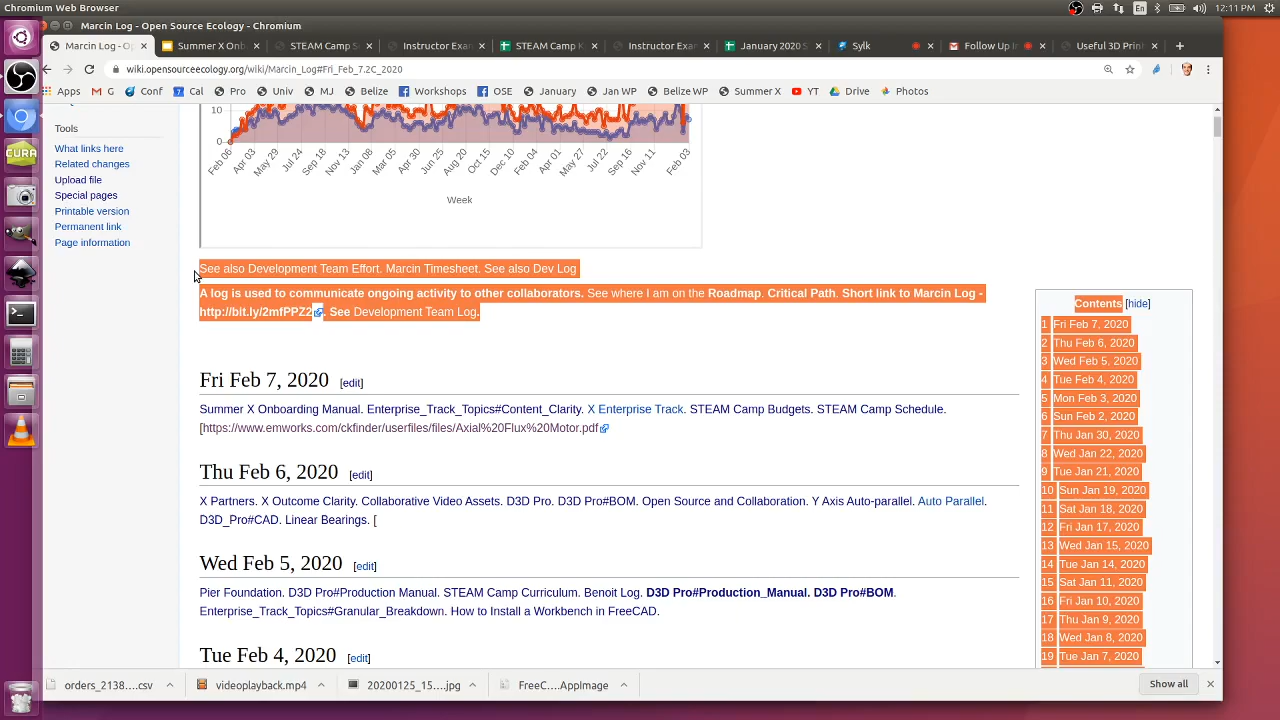 Chromium Web Browser
En
12:11 PM
Marcin Log - Open Source Ecology - Chromium
Marcin Log - Op
Summer X Onb
STEAM Camp S
Instructor Exam
STEAM Camp K
Instructor Exam
January 2020 S
Sylk
Follow Up In
Useful 3D Print
wiki.opensourceecology.org/wiki/Marcin_Log#Fri_Feb_7.2C_2020
Apps
G
Conf
Cal
Pro
Univ
MJ
Belize
Workshops
OSE
January
Jan WP
Belize WP
Summer X
YT
Drive
Photos
Tools
What links here
Related changes
Upload file
Special pages
Printable version
Permanent link
Page information
0
Feb 06
Apr 03
May 29
Jul 24
Sep 18
Nov 13
Jan 08
Mar 05
Apr 30
Jun 25
Aug 20
Oct 15
Dec 10
Feb 04
Apr 01
May 27
Jul 22
Sep 16
Nov 11
Feb 03
Week
See also Development Team Effort. Marcin Timesheet. See also Dev Log
A log is used to communicate ongoing activity to other collaborators. See where I am on the Roadmap. Critical Path. Short link to Marcin Log -
http://bit.ly/2mfPPZ2 . See Development Team Log.
Fri Feb 7, 2020 [edit]
Summer X Onboarding Manual. Enterprise_Track_Topics#Content_Clarity. X Enterprise Track. STEAM Camp Budgets. STEAM Camp Schedule.
Thu Feb 6, 2020 [edit]
X Partners. X Outcome Clarity. Immersive Video Assets. D3D Pro. D3D Pro#BOM. Open Source and Collaboration. Y Axis Auto-parallel. Auto Parallel.
D3D_Pro#CAD. Linear Bearings. [
Wed Feb 5, 2020 [edit]
Pier Foundation. D3D Pro#Production Manual. STEAM Camp Curriculum. Benoit Log. D3D Pro#Production_Manual. D3D Pro#BOM.
Enterprise_Track_Topics#Granular_Breakdown. How to Install a Workbench in FreeCAD.
Tue Feb 4, 2020 [edit]
Contents [hide]
1 Fri Feb 7, 2020
2 Thu Feb 6, 2020
3 Wed Feb 5, 2020
4 Tue Feb 4, 2020
5 Mon Feb 3, 2020
6 Sun Feb 2, 2020
7 Thu Jan 30, 2020
8 Wed Jan 22, 2020
9 Tue Jan 21, 2020
10 Sun Jan 19, 2020
11 Sat Jan 18, 2020
12 Fri Jan 17, 2020
13 Wed Jan 15, 2020
14 Tue Jan 14, 2020
15 Sat Jan 11, 2020
16 Fri Jan 10, 2020
17 Thu Jan 9, 2020
18 Wed Jan 8, 2020
19 Tue Jan 7, 2020
CURA
orders_2138....csv
videoplayback.mp4
20200125_15....jpg
FreeC....AppImage
Show all